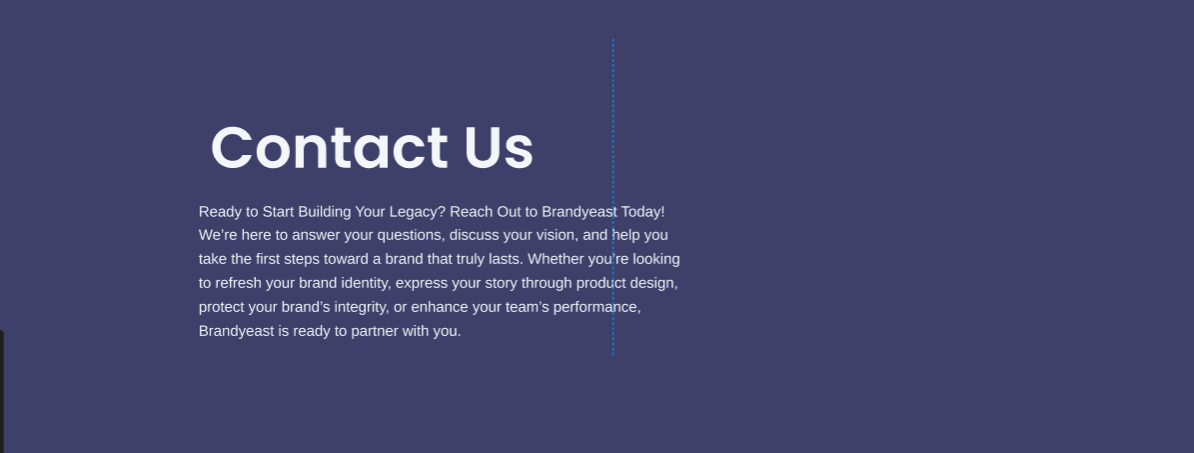 Contact Us
Ready to Start Building Your Legacy? Reach Out to Brandyeast Today!
We’re here to answer your questions, discuss your vision, and help you
take the first steps toward a brand that truly lasts. Whether you’re looking
to refresh your brand identity, express your story through product design,
protect your brand’s integrity, or enhance your team’s performance,
Brandyeast is ready to partner with you.